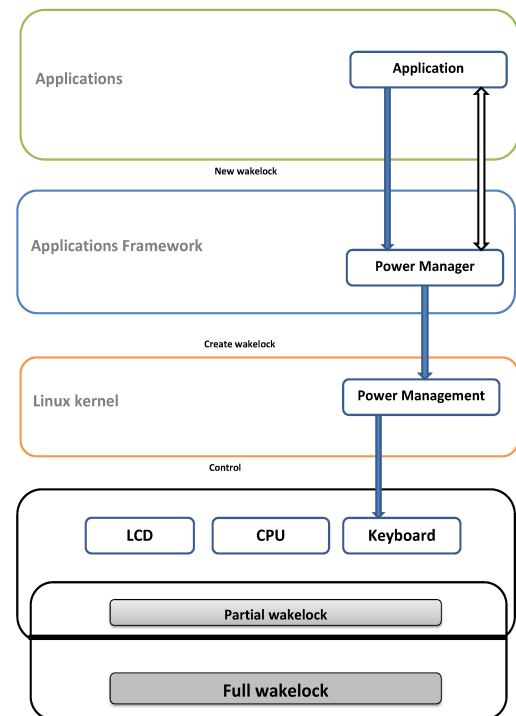 Application
Applications
New wakelock
Applications Framework
Power Manager
Create wakelock
Power Management
Linux kernel
Control
LCD CPU Keyboard
Partial wakelock
Full wakelock